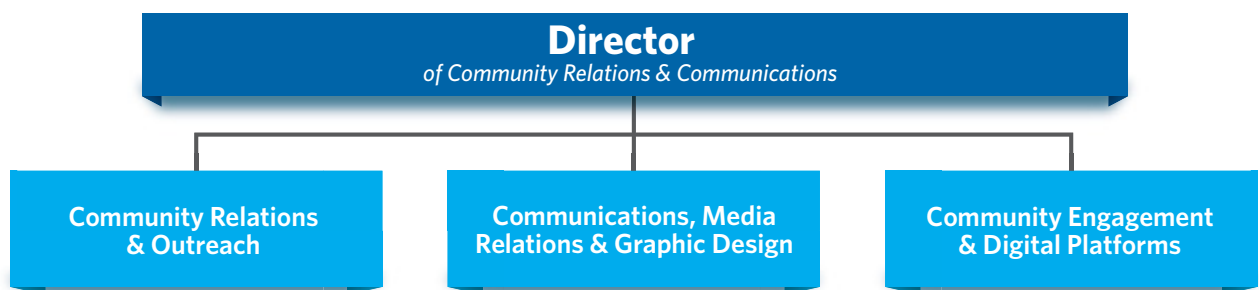 Director
of Community Relations & Communications
Community Relations
& Outreach
Communications, Media
Relations & Graphic Design
Community Engagement
& Digital Platforms